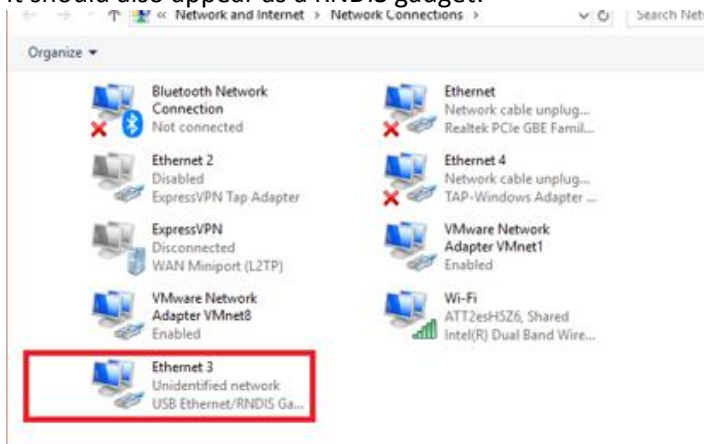 it should also appear as a RNDIS gadget.
« Network and Internet › Network Connections ›
Search Net
Organize
Bluetooth Network
Connection
Not connected
Ethernet
Network cable unplug...
Realtek PCIe GBE Famil...
Ethernet 2
Disabled
ExpressVPN Tap Adapter
Ethernet 4
Network cable unplug...
TAP-Windows Adapter ...
ExpressVPN
Disconnected
WAN Miniport (L2TP)
VMware Network
Adapter VMnet1
Enabled
VMware Network
Adapter VMnet8
Enabled
Wi-Fi
ATT2esH5Z6, Shared
Intel(R) Dual Band Wire...
Ethernet 3
Unidentified network
USB Ethernet/RNDIS Ga...